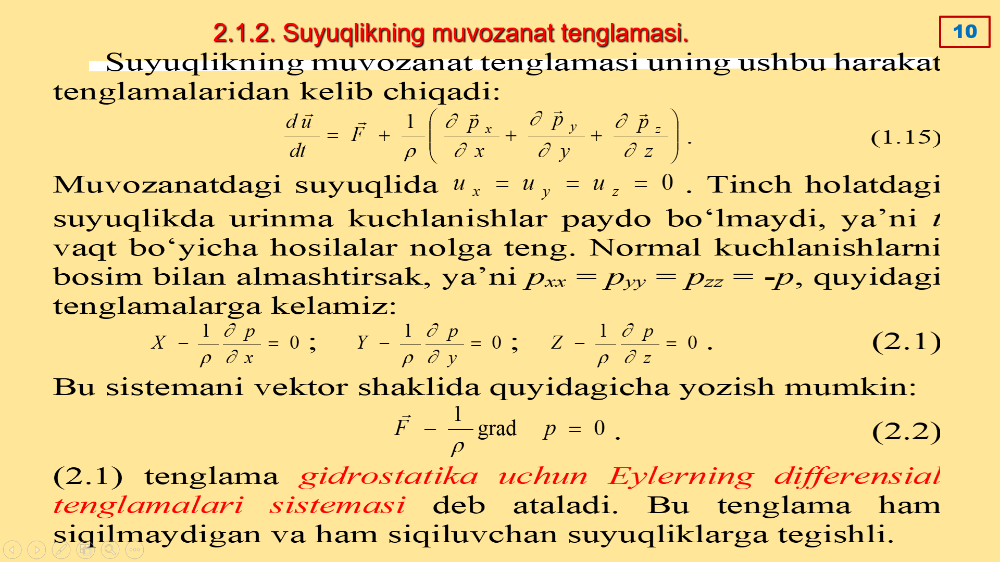 2.1.2. Suyuqlikning muvozanat tenglamasi.
10
Suyuqlikning muvozanat tenglamasi uning ushbu harakat
tenglamalaridan kelib chiqadi:
$\frac{d\vec{u}}{dt} = \vec{F} + \frac{1}{\rho}\left(\frac{\partial \vec{p}_x}{\partial x} + \frac{\partial \vec{p}_y}{\partial y} + \frac{\partial \vec{p}_z}{\partial z}\right).$ (1.15)
Muvozanatdagi suyuqlida $u_x = u_y = u_z = 0$ . Tinch holatdagi
suyuqlikda urinma kuchlanishlar paydo bo‘lmaydi, ya’ni t
vaqt bo‘yicha hosilalar nolga teng. Normal kuchlanishlarni
bosim bilan almashtirsak, ya’ni $p_{xx} = p_{yy} = p_{zz} = -p$, quyidagi
tenglamalarga kelamiz:
$X - \frac{1}{\rho}\frac{\partial p}{\partial x} = 0$ ; $Y - \frac{1}{\rho}\frac{\partial p}{\partial y} = 0$ ; $Z - \frac{1}{\rho}\frac{\partial p}{\partial z} = 0$ . (2.1)
Bu sistemani vektor shaklida quyidagicha yozish mumkin:
$\vec{F} - \frac{1}{\rho}\text{grad } p = 0$ . (2.2)
(2.1) tenglama gidrostatika uchun Eylerning differensial
tenglamalari sistemasi deb ataladi. Bu tenglama ham
siqilmaydigan va ham siqiluvchan suyuqliklarga tegishli.